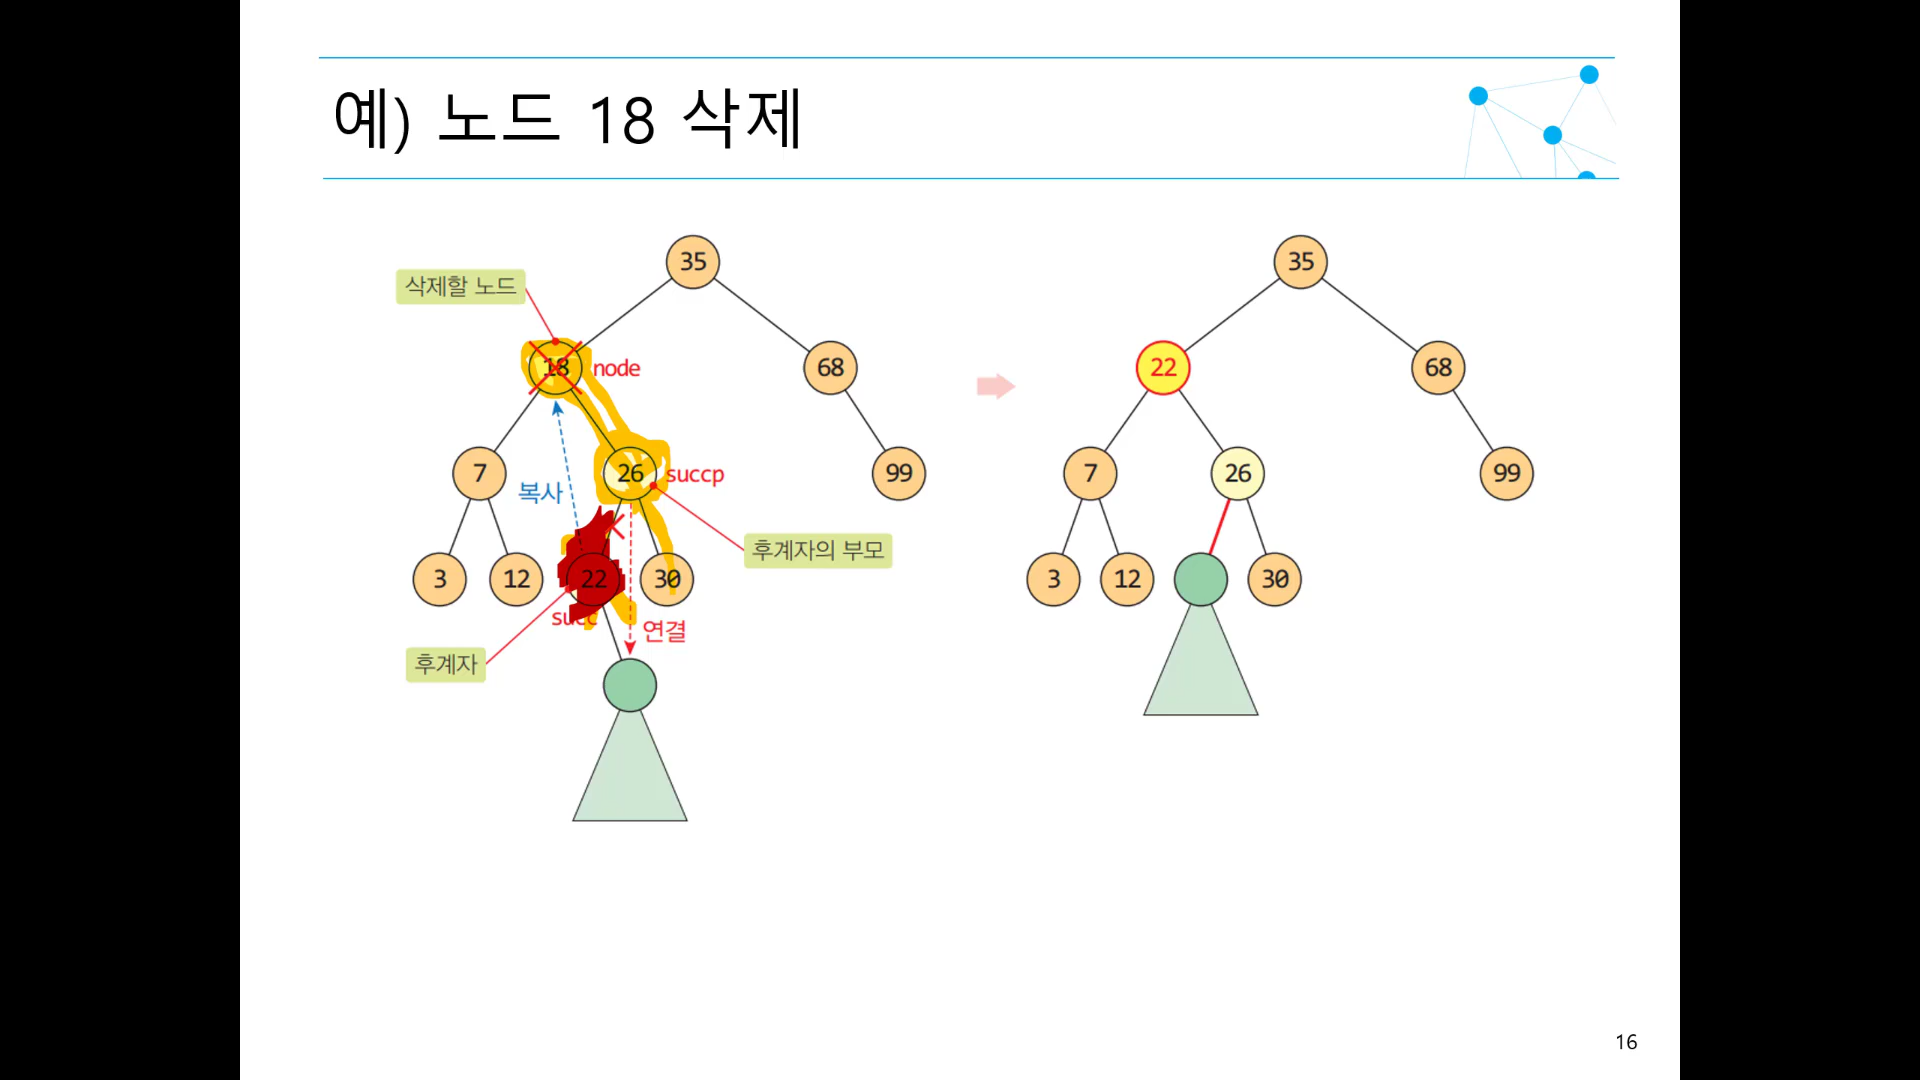 예) 노드 18 삭제
35
35
삭제할 노드
18 node
68
22
68
7
26 succp
99
7
26
99
복사
후계자의 부모
3
12
22
30
3
12
30
succ
연결
후계자
16